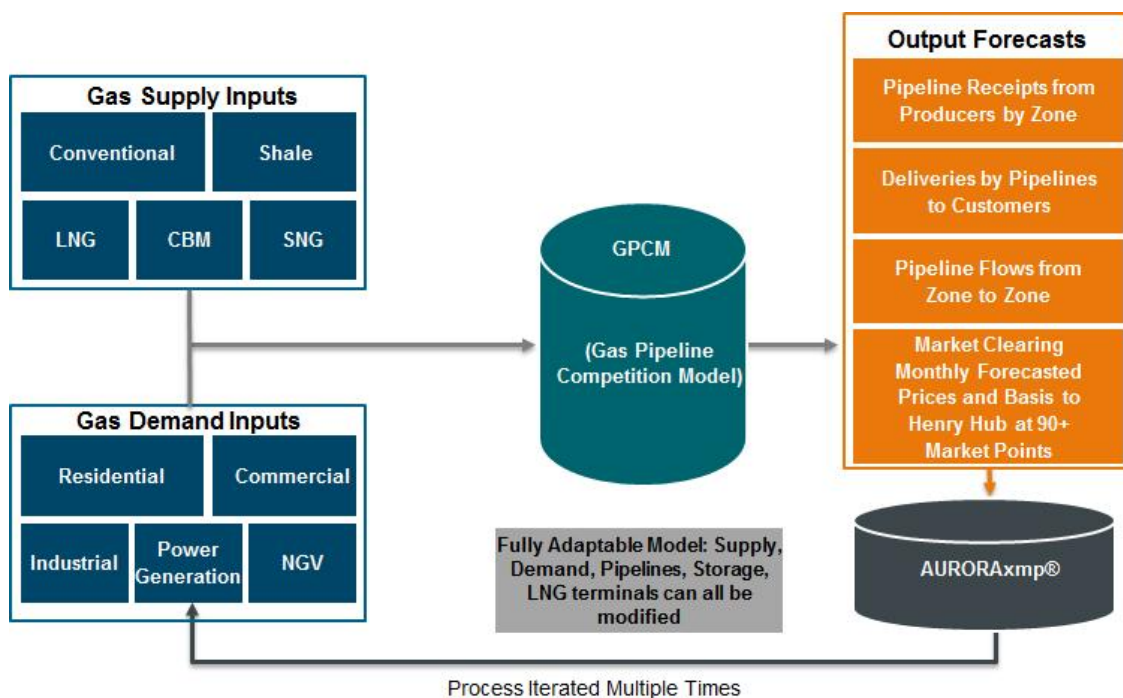 Gas Supply Inputs
Conventional
Shale
LNG
CBM
SNG
Gas Demand Inputs
Residential
Commercial
Industrial
Power
Generation
NGV
GPCM
(Gas Pipeline
Competition Model)
Fully Adaptable Model: Supply,
Demand, Pipelines, Storage,
LNG terminals can all be
modified
Output Forecasts
Pipeline Receipts from
Producers by Zone
Deliveries by Pipelines
to Customers
Pipeline Flows from
Zone to Zone
Market Clearing
Monthly Forecasted
Prices and Basis to
Henry Hub at 90+
Market Points
AURORAxmp®
Process Iterated Multiple Times